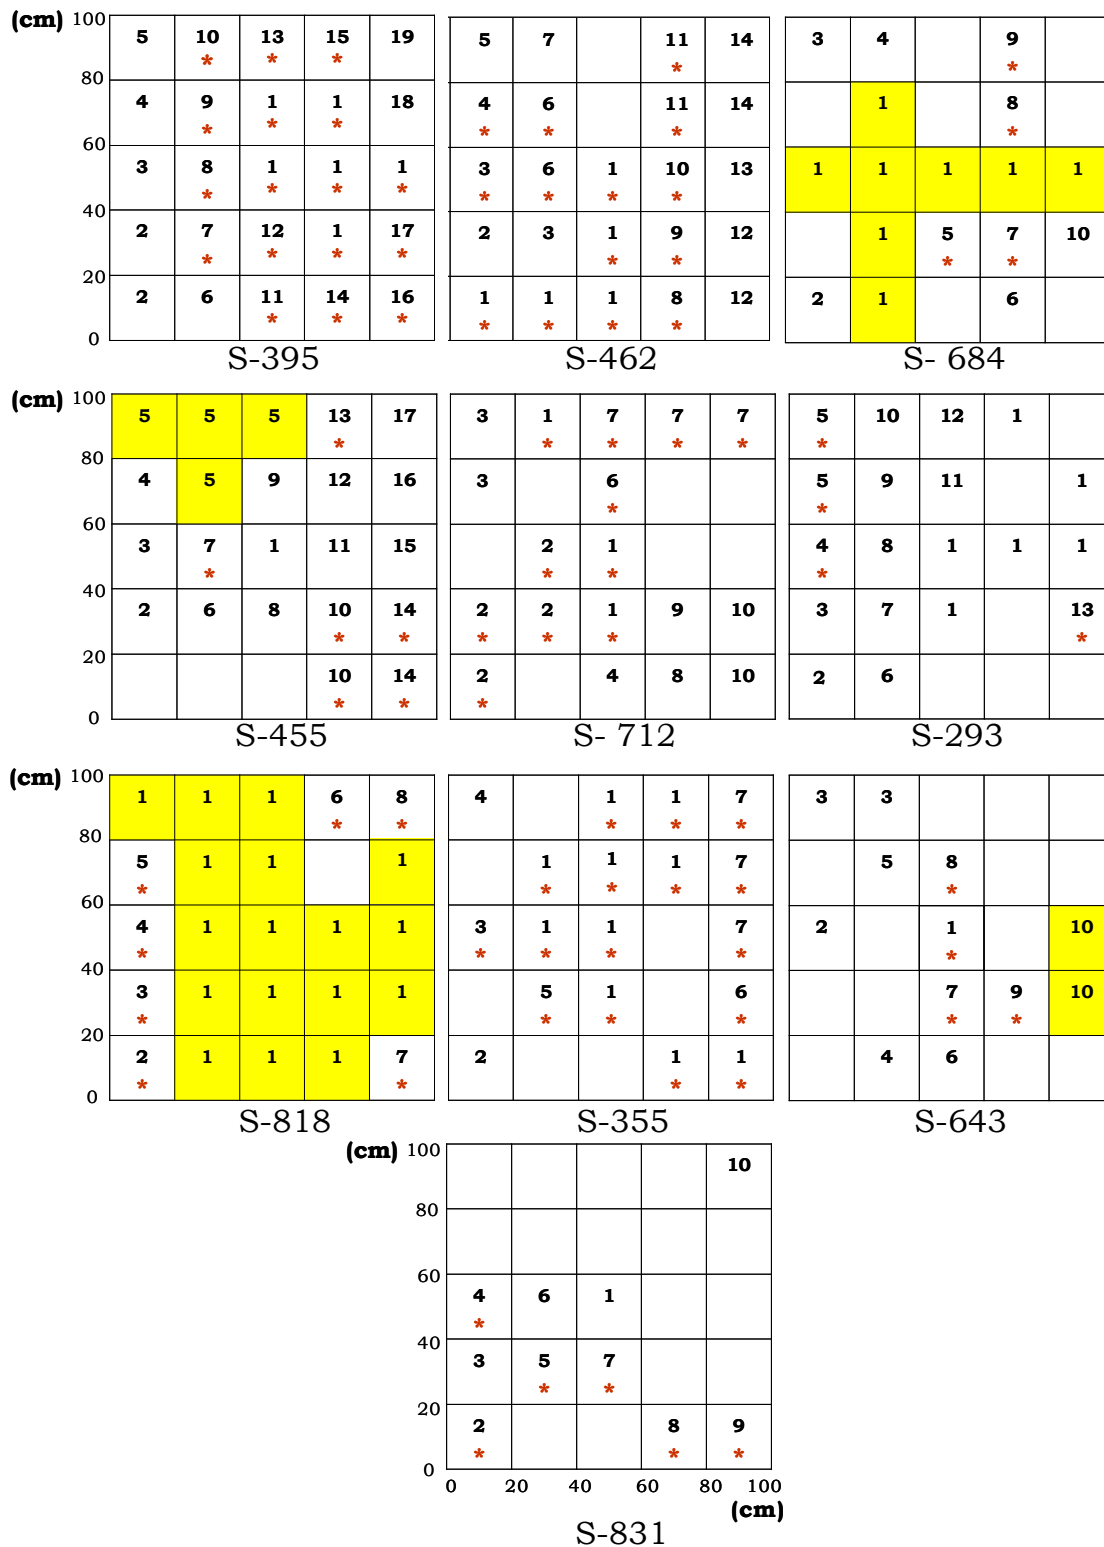 (cm) 100
5 10 13 15 19
* * *
80
4 9 1 1 18
* * *
60
3 8 1 1 1
* * * *
40
2 7 12 1 17
* * * *
20
2 6 11 14 16
* * *
0
S-395
5 7 11 14
*
4 6 11 14
* * *
3 6 1 10 13
* * * *
2 3 1 9 12
* *
1 1 1 8 12
* * * *
S-462
3 4 9
*
1 8
*
1 1 1 1 1
1 5 7 10
* *
2 1 6
S- 684
(cm) 100
5 5 5 13 17
*
80
4 5 9 12 16
60
3 7 1 11 15
*
40
2 6 8 10 14
* *
20
10 14
* *
0
S-455
3 1 7 7 7
* * * *
3 6
*
2 1
* *
2 2 1 9 10
* * *
2 4 8 10
*
S- 712
5 10 12 1
*
5 9 11 1
*
4 8 1 1 1
*
3 7 1 13
*
2 6
S-293
(cm) 100
1 1 1 6 8
* *
80
5 1 1 1
*
60
4 1 1 1 1
*
40
3 1 1 1 1
*
20
2 1 1 1 7
* *
0
S-818
4 1 1 7
* * *
1 1 1 7
* * * *
3 1 1 7
* * * *
5 1 6
* * *
2 1 1
* *
S-355
3 3
5 8
*
2 1 10
*
7 9 10
* *
4 6
S-643
(cm) 100
10
80
60
4 6 1
*
40
3 5 7
* *
20
2 8 9
* * *
0
0 20 40 60 80 100
(cm)
S-831